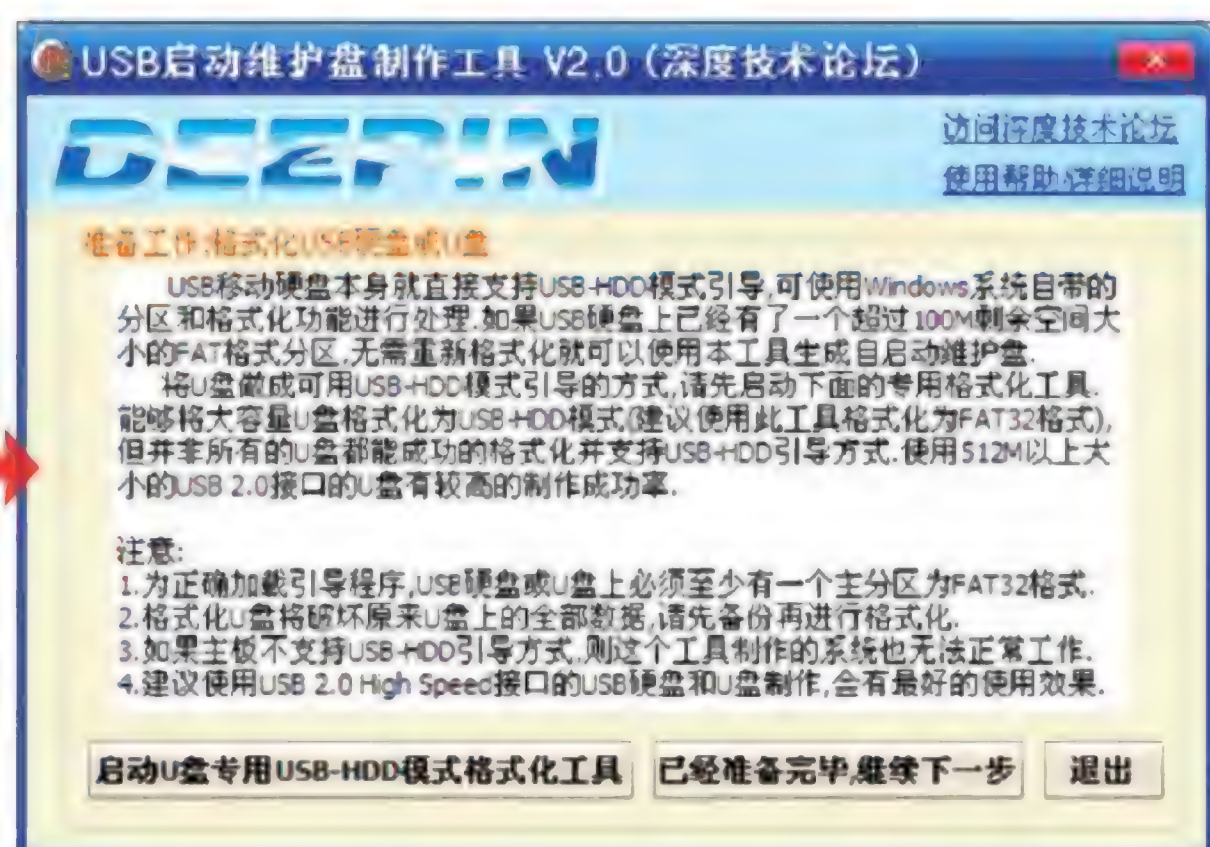 USB启动维护盘制作工具 V2.0 (深度技术论坛)
DEEPIN
访问深度技术论坛
使用帮助/详细说明
准备工作:格式化USB硬盘或U盘
USB移动硬盘本身就直接支持USB-HDD模式引导,可使用Windows系统自带的
分区和格式化功能进行处理.如果USB硬盘上已经有了一个超过100M剩余空间大
小的FAT格式分区,无需重新格式化就可以使用本工具生成自启动维护盘.
将U盘做成可用USB-HDD模式引导的方式,请先启动下面的专用格式化工具.
能够将大容量U盘格式化为USB-HDD模式(建议使用此工具格式化为FAT32格式),
但并非所有的U盘都能成功的格式化并支持USB-HDD引导方式.使用512M以上大
小的USB 2.0接口的U盘有较高的制作成功率.
注意:
1.为正确加载引导程序,USB硬盘或U盘上必须至少有一个主分区为FAT32格式.
2.格式化U盘将破坏原来U盘上的全部数据,请先备份再进行格式化.
3.如果主板不支持USB-HDD引导方式,则这个工具制作的系统也无法正常工作.
4.建议使用USB 2.0 High Speed接口的USB硬盘和U盘制作,会有最好的使用效果.
启动U盘专用USB-HDD模式格式化工具
已经准备完毕,继续下一步
退出